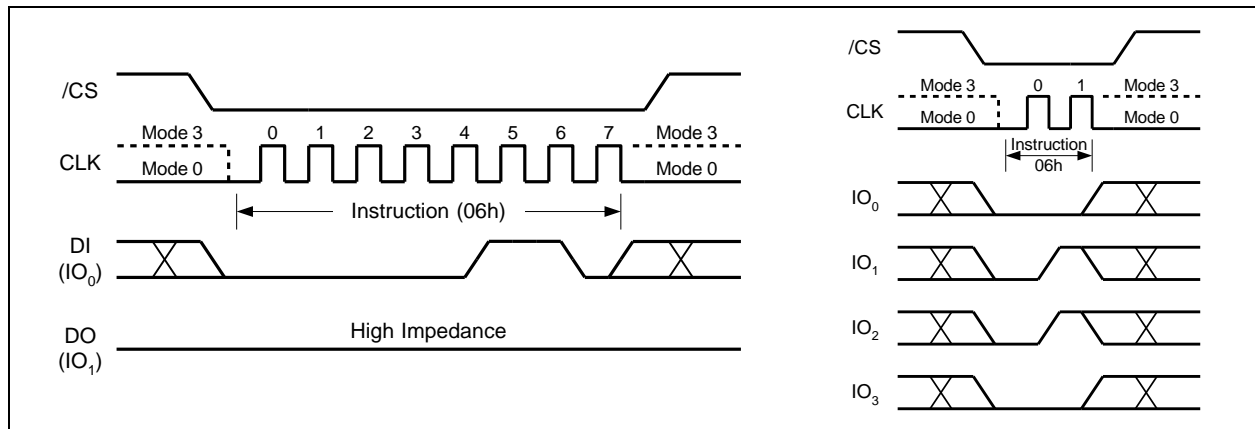 /CS
Mode 3 0 1 2 3 4 5 6 7 Mode 3
CLK Mode 0 Mode 0
Instruction (06h)
DI
(IO0)
DO High Impedance
(IO1)
/CS
Mode 3 0 1 Mode 3
CLK Mode 0 Mode 0
Instruction
06h
IO0
IO1
IO2
IO3